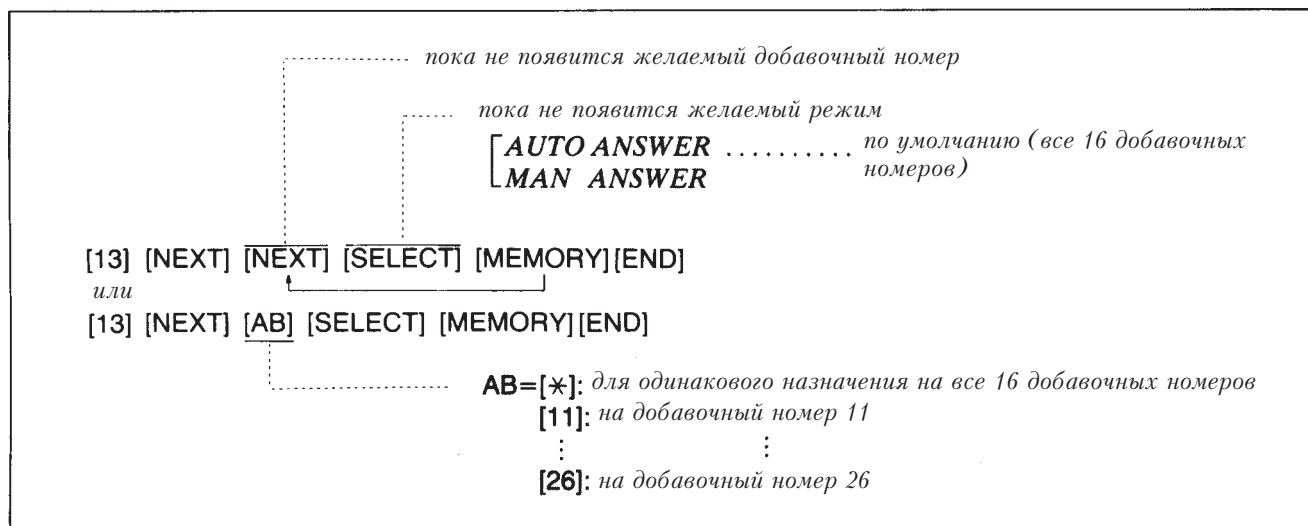 пока не появится желаемый добавочный номер
пока не появится желаемый режим
AUTO ANSWER .......... по умолчанию (все 16 добавочных
номеров)
MAN ANSWER
[13] [NEXT] [NEXT] [SELECT] [MEMORY] [END]
или
[13] [NEXT] [AB] [SELECT] [MEMORY] [END]
AB=[*]: для одинакового назначения на все 16 добавочных номеров
[11]: на добавочный номер 11
[26]: на добавочный номер 26